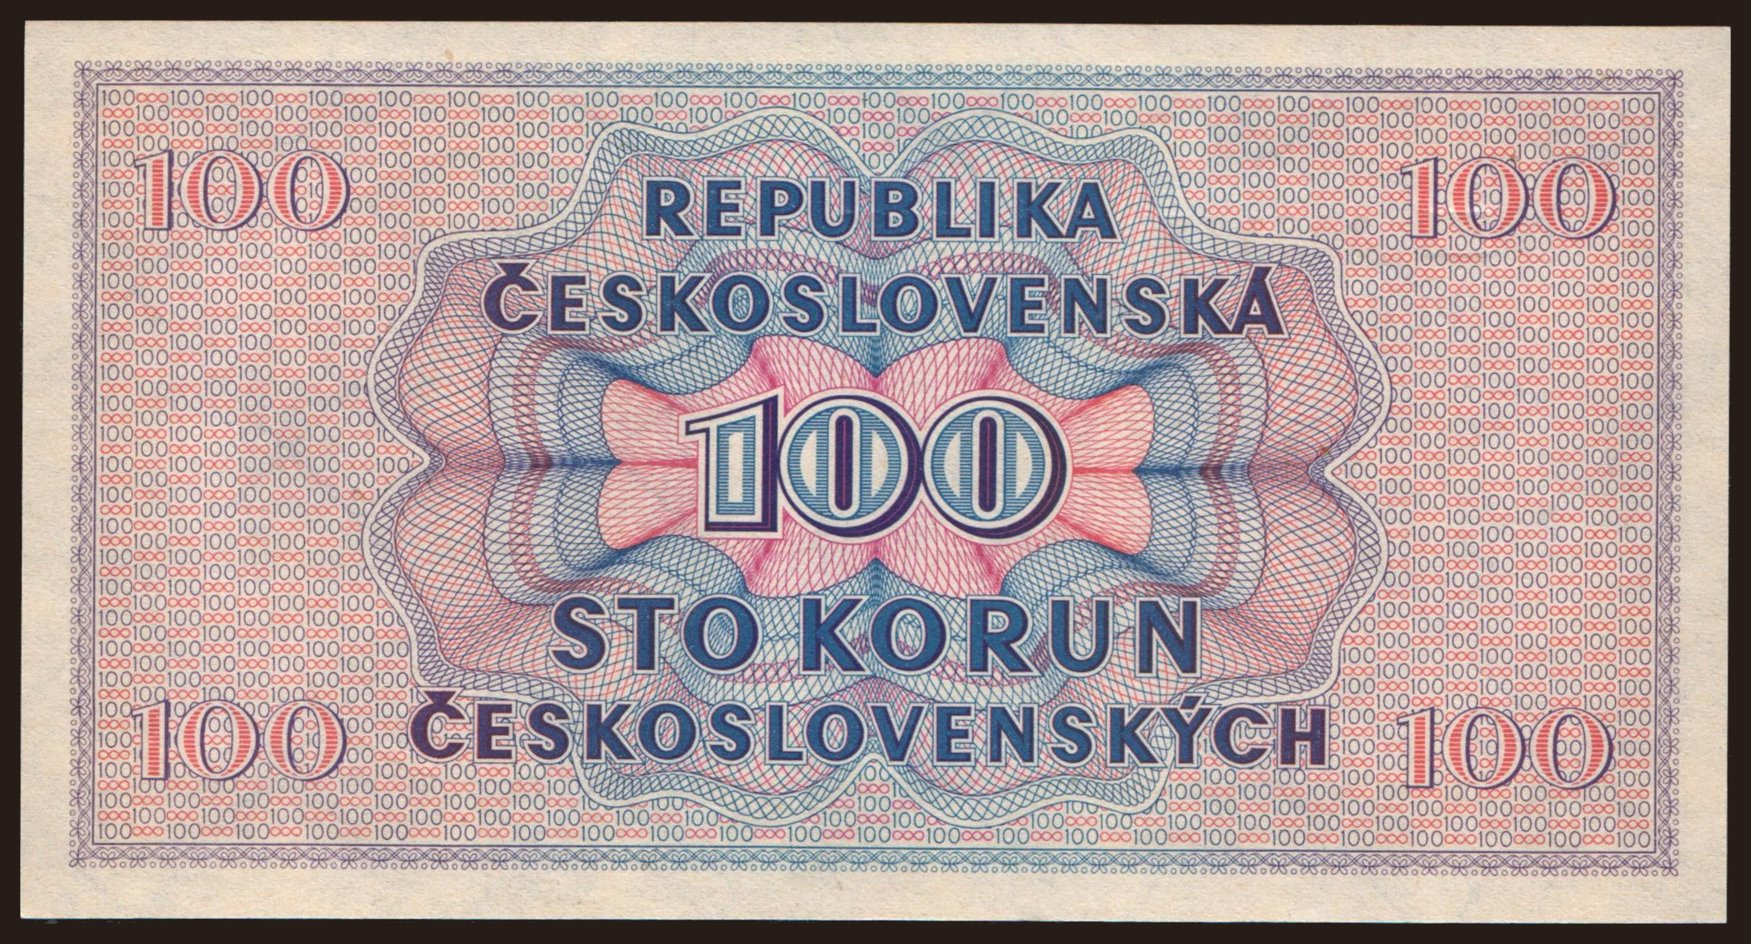 100 100
REPUBLIKA
ČESKOSLOVENSKÁ
100
STO KORUN
ČESKOSLOVENSKÝCH
100 100